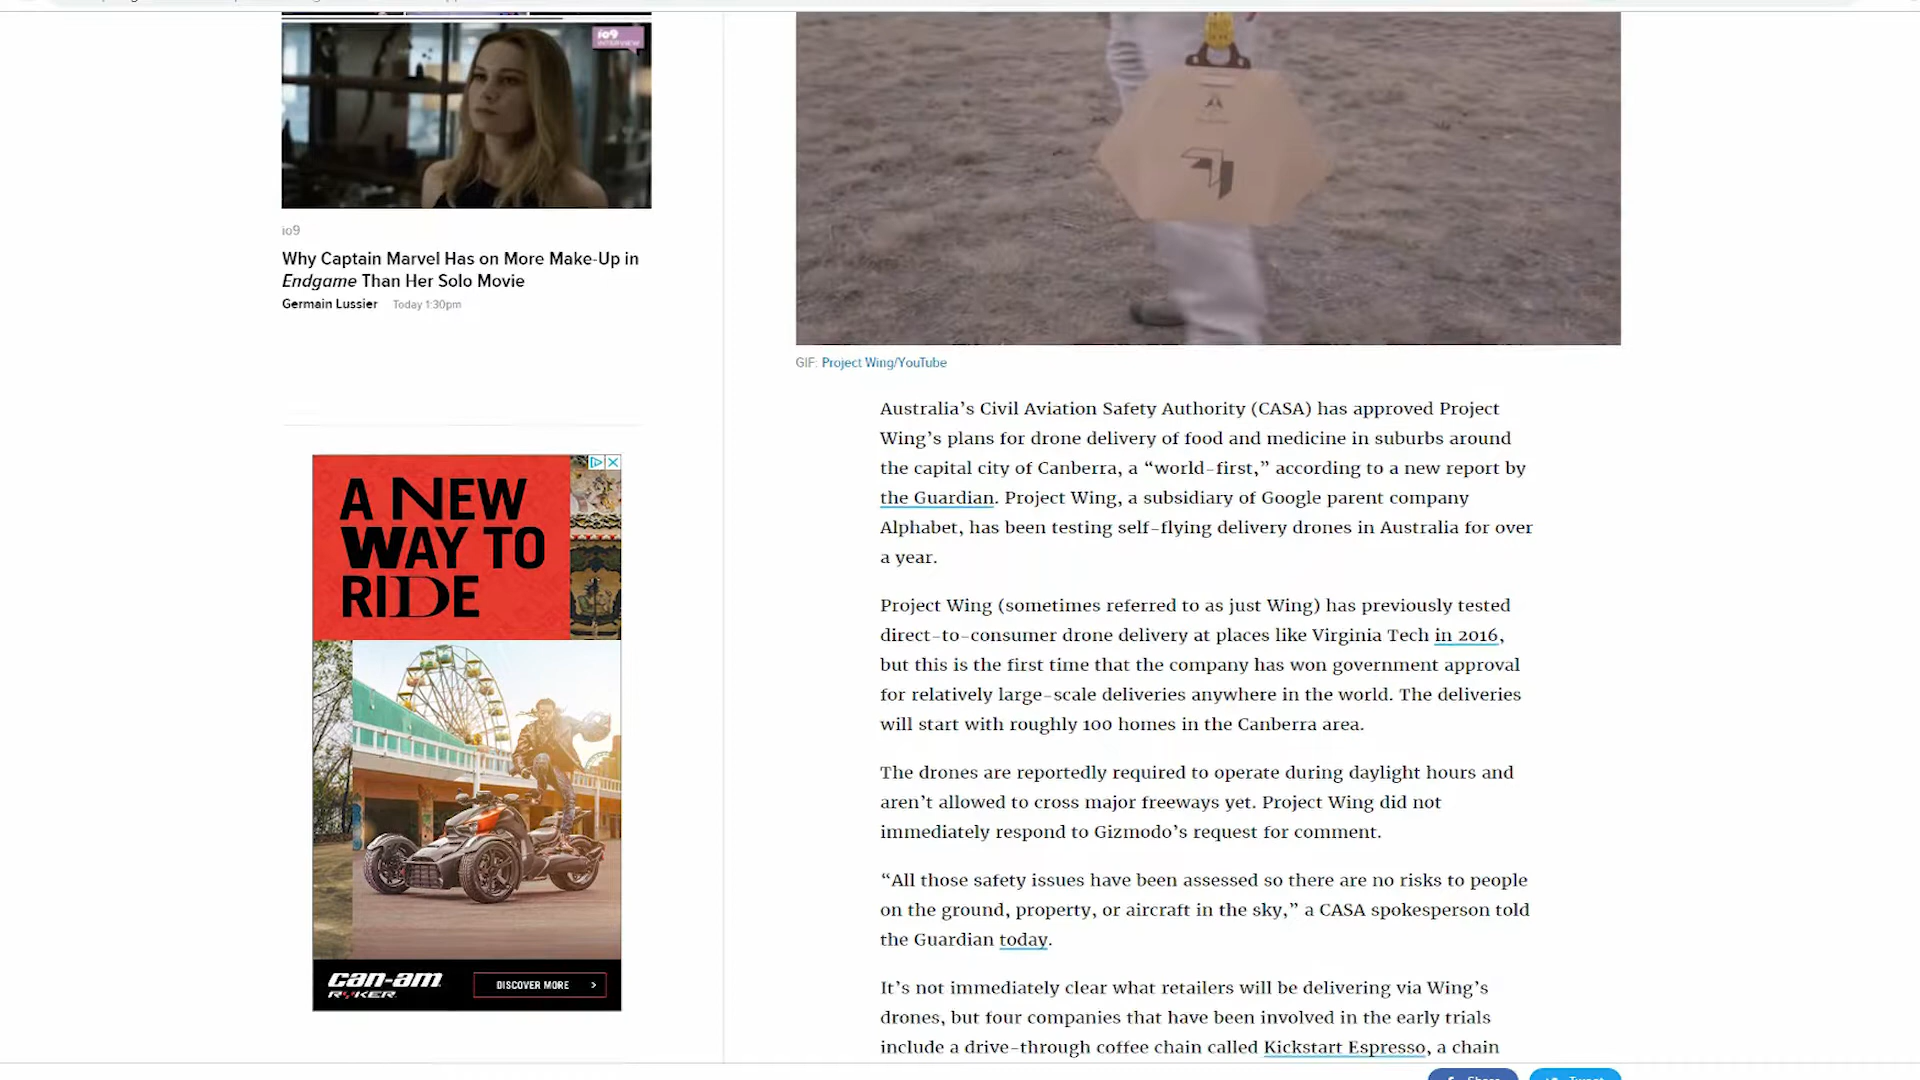 io9
INTERVIEW
io9
Why Captain Marvel Has on More Make-Up in
Endgame Than Her Solo Movie
Germain Lussier Today 1:30pm
A NEW
WAY TO
RIDE
can-am
RYKER
DISCOVER MORE >
GIF: Project Wing/YouTube
Australia’s Civil Aviation Safety Authority (CASA) has approved Project
Wing’s plans for drone delivery of food and medicine in suburbs around
the capital city of Canberra, a “world-first,” according to a new report by
the Guardian. Project Wing, a subsidiary of Google parent company
Alphabet, has been testing self-flying delivery drones in Australia for over
a year.
Project Wing (sometimes referred to as just Wing) has previously tested
direct-to-consumer drone delivery at places like Virginia Tech in 2016,
but this is the first time that the company has won government approval
for relatively large-scale deliveries anywhere in the world. The deliveries
will start with roughly 100 homes in the Canberra area.
The drones are reportedly required to operate during daylight hours and
aren’t allowed to cross major freeways yet. Project Wing did not
immediately respond to Gizmodo’s request for comment.
“All those safety issues have been assessed so there are no risks to people
on the ground, property, or aircraft in the sky,” a CASA spokesperson told
the Guardian today.
It’s not immediately clear what retailers will be delivering via Wing’s
drones, but four companies that have been involved in the early trials
include a drive-through coffee chain called Kickstart Espresso, a chain
Share Tweet